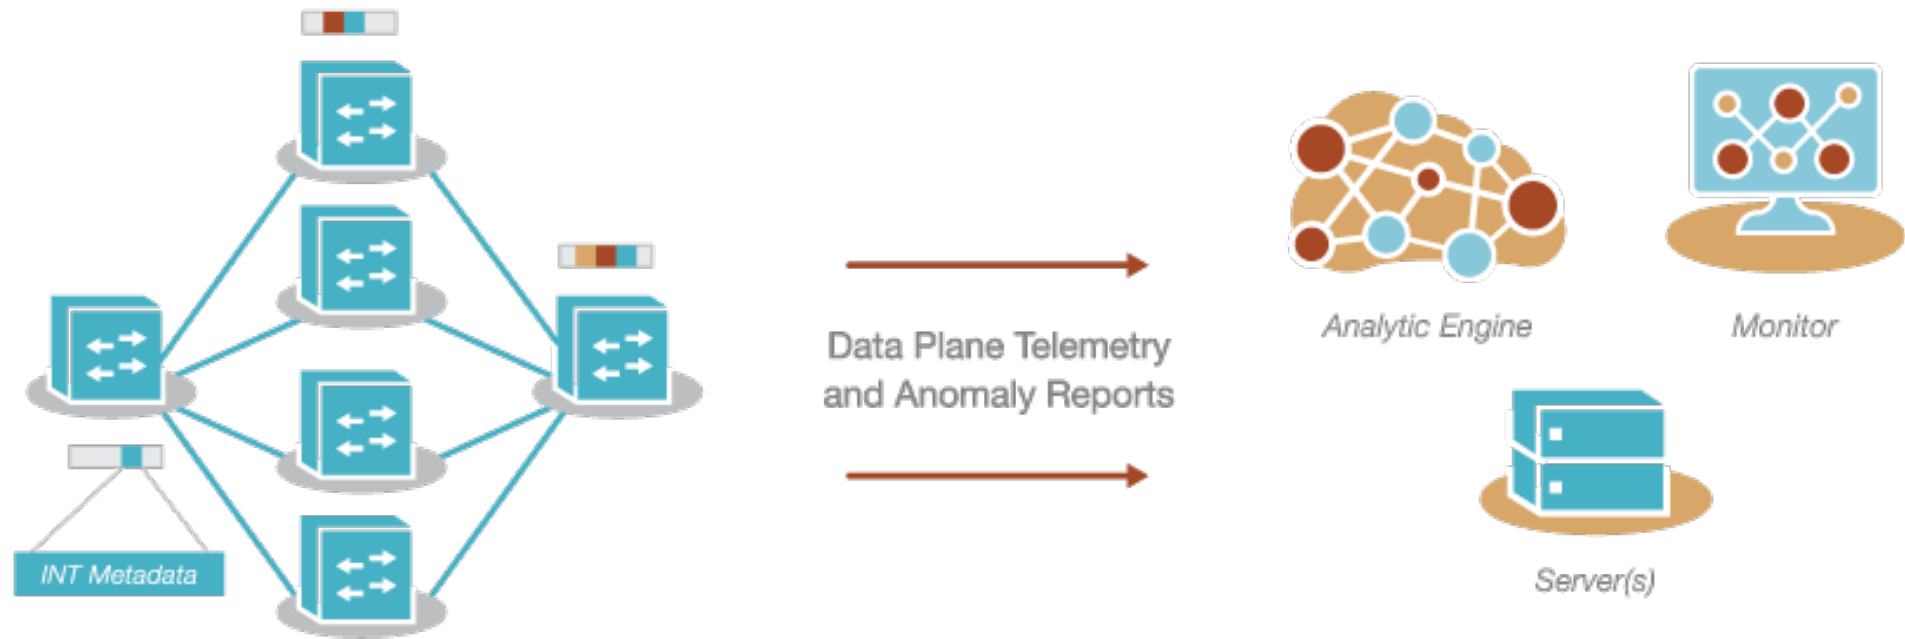 INT Metadata
Data Plane Telemetry
and Anomaly Reports
Analytic Engine
Monitor
Server(s)